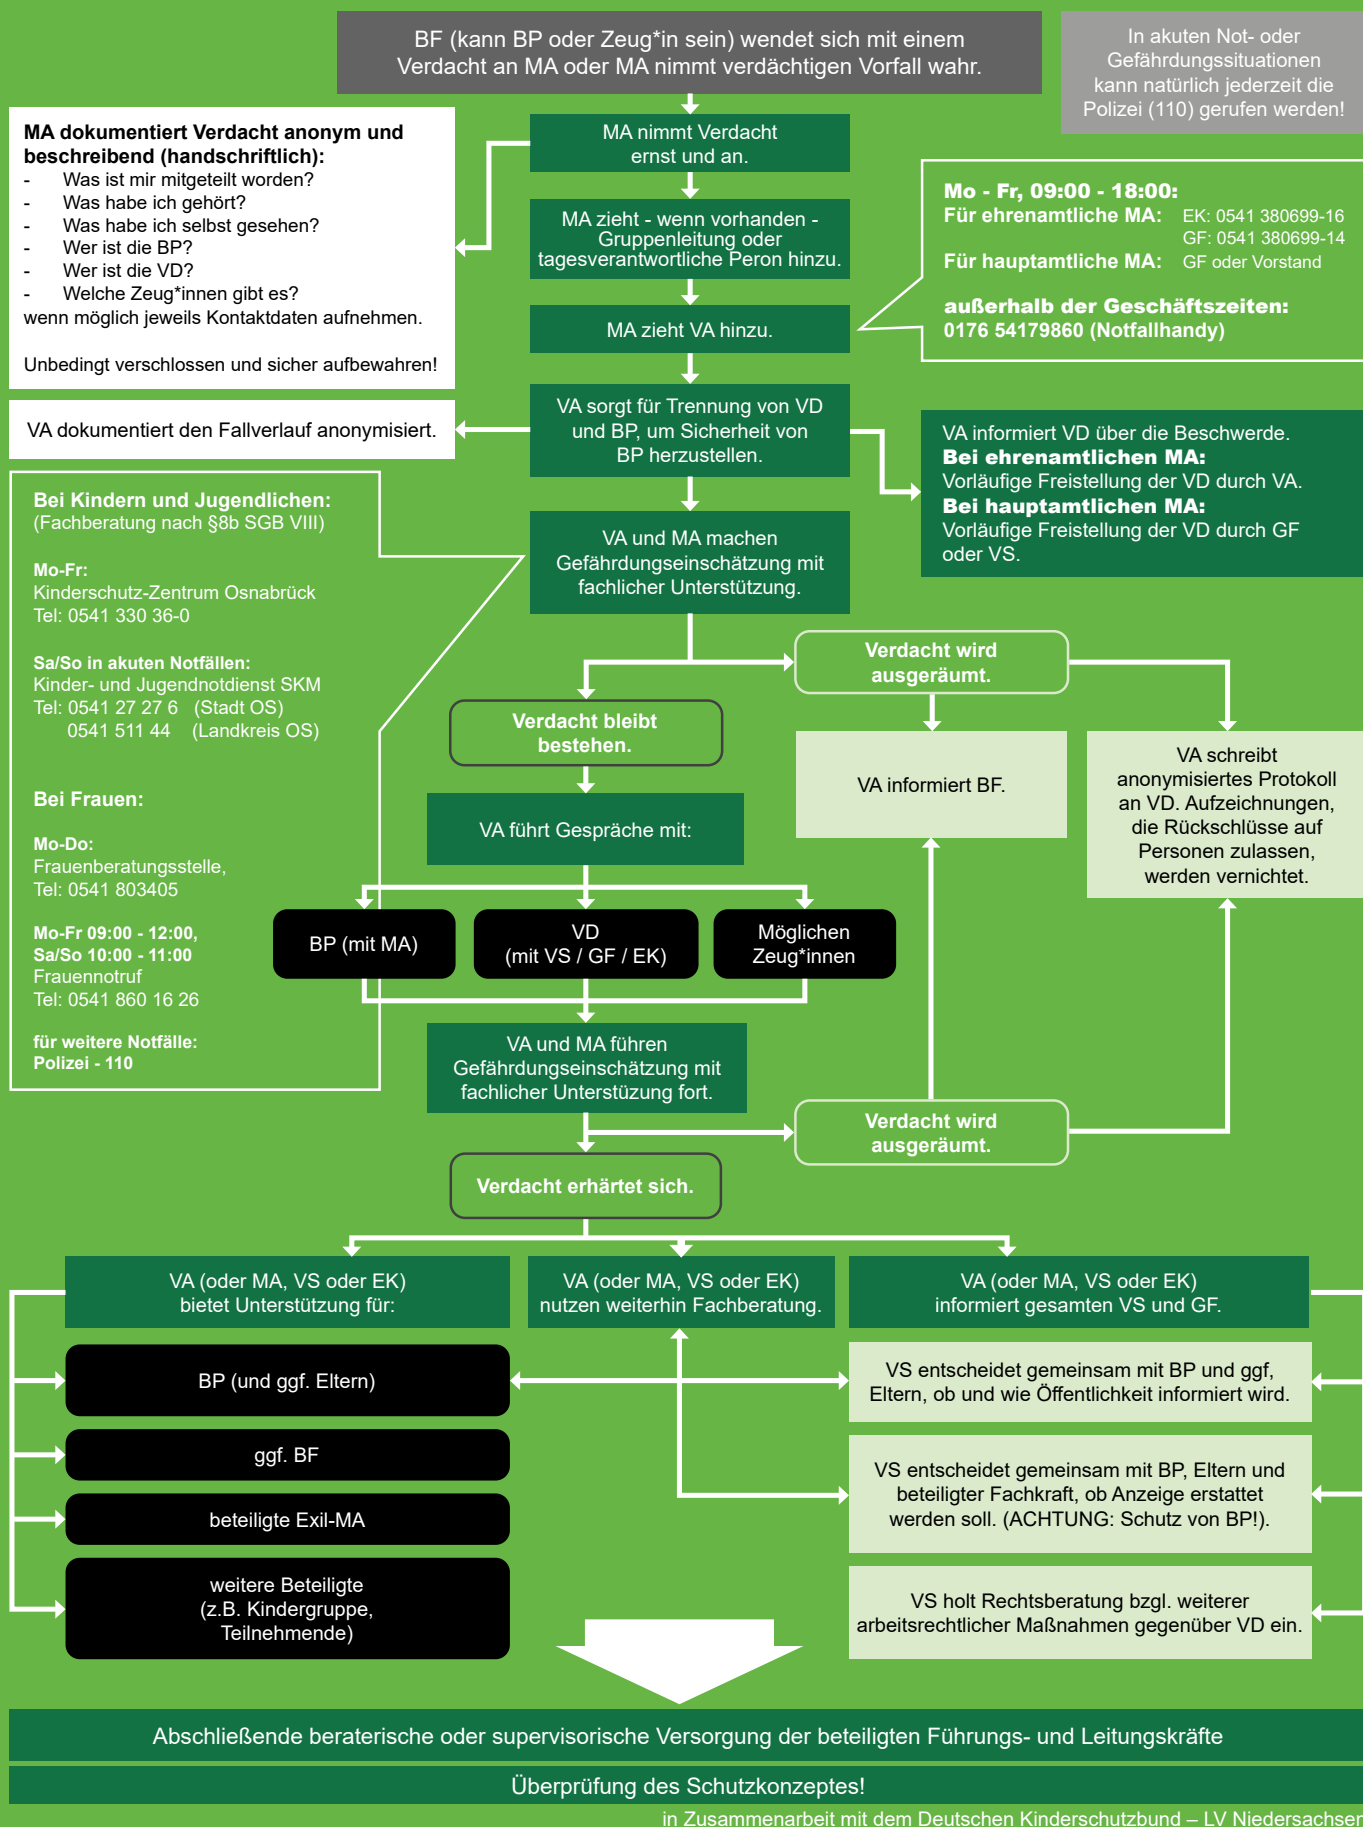 BF (kann BP oder Zeug*in sein) wendet sich mit einem
Verdacht an MA oder MA nimmt verdächtigen Vorfall wahr.
In akuten Not- oder
Gefährdungssituationen
kann natürlich jederzeit die
Polizei (110) gerufen werden!
MA nimmt Verdacht
ernst und an.
MA dokumentiert Verdacht anonym und
beschreibend (handschriftlich):
- Was ist mir mitgeteilt worden?
- Was habe ich gehört?
- Was habe ich selbst gesehen?
- Wer ist die BP?
- Wer ist die VD?
- Welche Zeug*innen gibt es?
wenn möglich jeweils Kontaktdaten aufnehmen.
Unbedingt verschlossen und sicher aufbewahren!
MA zieht - wenn vorhanden -
Gruppenleitung oder
tagesverantwortliche Peron hinzu.
MA zieht VA hinzu.
Mo - Fr, 09:00 - 18:00:
Für ehrenamtliche MA: EK: 0541 380699-16
GF: 0541 380699-14
Für hauptamtliche MA: GF oder Vorstand
außerhalb der Geschäftszeiten:
0176 54179860 (Notfallhandy)
VA sorgt für Trennung von VD
und BP, um Sicherheit von
BP herzustellen.
VA dokumentiert den Fallverlauf anonymisiert.
VA informiert VD über die Beschwerde.
Bei ehrenamtlichen MA:
Vorläufige Freistellung der VD durch VA.
Bei hauptamtlichen MA:
Vorläufige Freistellung der VD durch GF
oder VS.
Bei Kindern und Jugendlichen:
(Fachberatung nach §8b SGB VIII)
Mo-Fr:
Kinderschutz-Zentrum Osnabrück
Tel: 0541 330 36-0
Sa/So in akuten Notfällen:
Kinder- und Jugendnotdienst SKM
Tel: 0541 27 27 6 (Stadt OS)
0541 511 44 (Landkreis OS)
Bei Frauen:
Mo-Do:
Frauenberatungsstelle,
Tel: 0541 803405
Mo-Fr 09:00 - 12:00,
Sa/So 10:00 - 11:00
Frauennotruf
Tel: 0541 860 16 26
für weitere Notfälle:
Polizei - 110
VA und MA machen
Gefährdungseinschätzung mit
fachlicher Unterstützung.
Verdacht wird
ausgeräumt.
Verdacht bleibt
bestehen.
VA informiert BF.
VA schreibt
anonymisiertes Protokoll
an VD. Aufzeichnungen,
die Rückschlüsse auf
Personen zulassen,
werden vernichtet.
VA führt Gespräche mit:
BP (mit MA)
VD
(mit VS / GF / EK)
Möglichen
Zeug*innen
VA und MA führen
Gefährdungseinschätzung mit
fachlicher Unterstüzung fort.
Verdacht wird
ausgeräumt.
Verdacht erhärtet sich.
VA (oder MA, VS oder EK)
bietet Unterstützung für:
VA (oder MA, VS oder EK)
nutzen weiterhin Fachberatung.
VA (oder MA, VS oder EK)
informiert gesamten VS und GF.
BP (und ggf. Eltern)
ggf. BF
beteiligte Exil-MA
weitere Beteiligte
(z.B. Kindergruppe,
Teilnehmende)
VS entscheidet gemeinsam mit BP und ggf,
Eltern, ob und wie Öffentlichkeit informiert wird.
VS entscheidet gemeinsam mit BP, Eltern und
beteiligter Fachkraft, ob Anzeige erstattet
werden soll. (ACHTUNG: Schutz von BP!).
VS holt Rechtsberatung bzgl. weiterer
arbeitsrechtlicher Maßnahmen gegenüber VD ein.
Abschließende beraterische oder supervisorische Versorgung der beteiligten Führungs- und Leitungskräfte
Überprüfung des Schutzkonzeptes!
in Zusammenarbeit mit dem Deutschen Kinderschutzbund – LV Niedersachsen